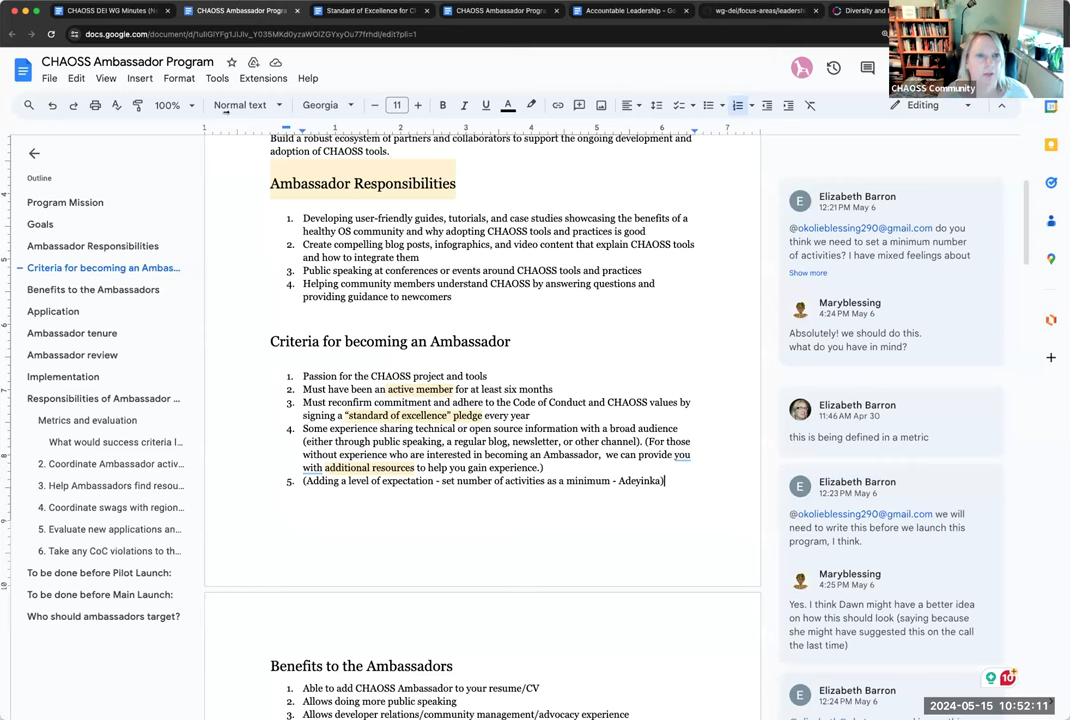 CHAOSS DEI WG Minutes (Ne
CHAOSS Ambassador Progra
Standard of Excellence for C
CHAOSS Ambassador Progr
Accountable Leadership - Go
wg-dei/focus-areas/leadersh
Diversity and
docs.google.com/document/d/
/edit?pli=1
CHAOSS Ambassador Program
File Edit View Insert Format Tools Extensions Help
CHAOSS Community
100% Normal text Georgia 11 Editing
1 1 2 3 4 5 6 7
Outline
Program Mission
Goals
Ambassador Responsibilities
Criteria for becoming an Ambas...
Benefits to the Ambassadors
Application
Ambassador tenure
Ambassador review
Implementation
Responsibilities of Ambassador ...
Metrics and evaluation
What would success criteria l...
2. Coordinate Ambassador activ...
3. Help Ambassadors find resou...
4. Coordinate swags with region...
5. Evaluate new applications an...
6. Take any CoC violations to th...
To be done before Pilot Launch:
To be done before Main Launch:
Who should ambassadors target?
4
5
6
7
8
9
10
Build a robust ecosystem of partners and collaborators to support the ongoing development and
adoption of CHAOSS tools.
Ambassador Responsibilities
1. Developing user-friendly guides, tutorials, and case studies showcasing the benefits of a
healthy OS community and why adopting CHAOSS tools and practices is good
2. Create compelling blog posts, infographics, and video content that explain CHAOSS tools
and how to integrate them
3. Public speaking at conferences or events around CHAOSS tools and practices
4. Helping community members understand CHAOSS by answering questions and
providing guidance to newcomers
Criteria for becoming an Ambassador
1. Passion for the CHAOSS project and tools
2. Must have been an active member for at least six months
3. Must reconfirm commitment and adhere to the Code of Conduct and CHAOSS values by
signing a “standard of excellence” pledge every year
4. Some experience sharing technical or open source information with a broad audience
(either through public speaking, a regular blog, newsletter, or other channel). (For those
without experience who are interested in becoming an Ambassador, we can provide you
with additional resources to help you gain experience.)
5. (Adding a level of expectation - set number of activities as a minimum - Adeyinka)
Benefits to the Ambassadors
1. Able to add CHAOSS Ambassador to your resume/CV
2. Allows doing more public speaking
3. Allows developer relations/community management/advocacy experience
Elizabeth Barron
12:21 PM May 6
@okolieblessing290@gmail.com do you
think we need to set a minimum number
of activities? I have mixed feelings about
Show more
Maryblessing
4:24 PM May 6
Absolutely! we should do this.
what do you have in mind?
Elizabeth Barron
11:46 AM Apr 30
this is being defined in a metric
E
Elizabeth Barron
12:23 PM May 6
@okolieblessing290@gmail.com we will
need to write this before we launch this
program, I think.
Maryblessing
4:25 PM May 6
Yes. I think Dawn might have a better idea
on how this should look (saying because
she might have suggested this on the call
the last time)
E
Elizabeth Barron
12:24 PM May 6
10
2024-05-15 10:52:11